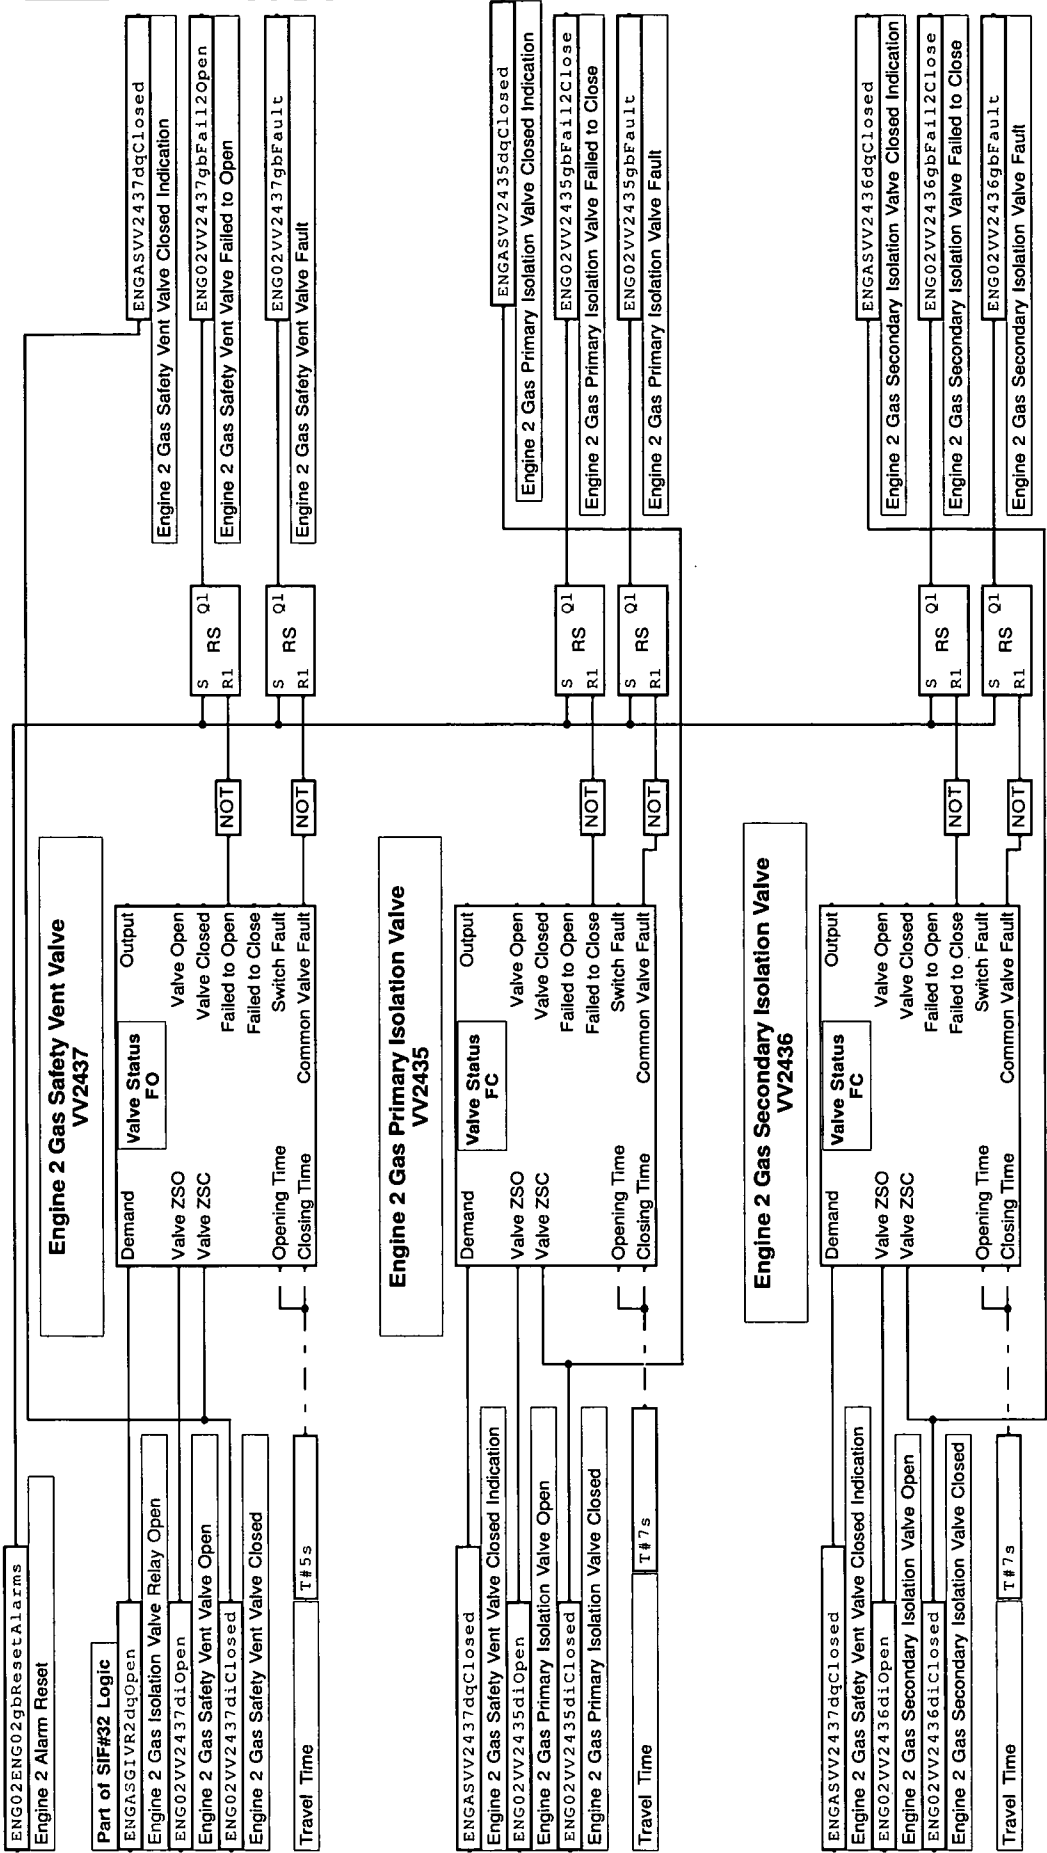 ENG02ENG02gbResetAlarms
Engine 2 Alarm Reset
Engine 2 Gas Safety Vent Valve
VV2437
Part of SIF#32 Logic
ENGASGIVR2dqOpen
Engine 2 Gas Isolation Valve Relay Open
ENG02VV2437diOpen
Engine 2 Gas Safety Vent Valve Open
ENG02VV2437diClosed
Engine 2 Gas Safety Vent Valve Closed
Travel Time
T#5s
Demand
Valve ZSO
Valve ZSC
Opening Time
Closing Time
Valve Status
FO
Output
Valve Open
Valve Closed
Failed to Open
Failed to Close
Switch Fault
Common Valve Fault
NOT
NOT
S Q1
RS
R1
S Q1
RS
R1
ENGASVV2437dqClosed
Engine 2 Gas Safety Vent Valve Closed Indication
ENG02VV2437gbFail2Open
Engine 2 Gas Safety Vent Valve Failed to Open
ENG02VV2437gbFault
Engine 2 Gas Safety Vent Valve Fault
Engine 2 Gas Primary Isolation Valve
VV2435
ENGASVV2437dqClosed
Engine 2 Gas Safety Vent Valve Closed Indication
ENG02VV2435diOpen
Engine 2 Gas Primary Isolation Valve Open
ENG02VV2435diClosed
Engine 2 Gas Primary Isolation Valve Closed
Travel Time
T#7s
Demand
Valve ZSO
Valve ZSC
Opening Time
Closing Time
Valve Status
FC
Output
Valve Open
Valve Closed
Failed to Open
Failed to Close
Switch Fault
Common Valve Fault
NOT
NOT
S Q1
RS
R1
S Q1
RS
R1
ENGASVV2435dqClosed
Engine 2 Gas Primary Isolation Valve Closed Indication
ENG02VV2435gbFail2Close
Engine 2 Gas Primary Isolation Valve Failed to Close
ENG02VV2435gbFault
Engine 2 Gas Primary Isolation Valve Fault
Engine 2 Gas Secondary Isolation Valve
VV2436
ENGASVV2437dqClosed
Engine 2 Gas Safety Vent Valve Closed Indication
ENG02VV2436diOpen
Engine 2 Gas Secondary Isolation Valve Open
ENG02VV2436diClosed
Engine 2 Gas Secondary Isolation Valve Closed
Travel Time
T#7s
Demand
Valve ZSO
Valve ZSC
Opening Time
Closing Time
Valve Status
FC
Output
Valve Open
Valve Closed
Failed to Open
Failed to Close
Switch Fault
Common Valve Fault
NOT
NOT
S Q1
RS
R1
S Q1
RS
R1
ENGASVV2436dqClosed
Engine 2 Gas Secondary Isolation Valve Closed Indication
ENG02VV2436gbFail2Close
Engine 2 Gas Secondary Isolation Valve Failed to Close
ENG02VV2436gbFault
Engine 2 Gas Secondary Isolation Valve Fault